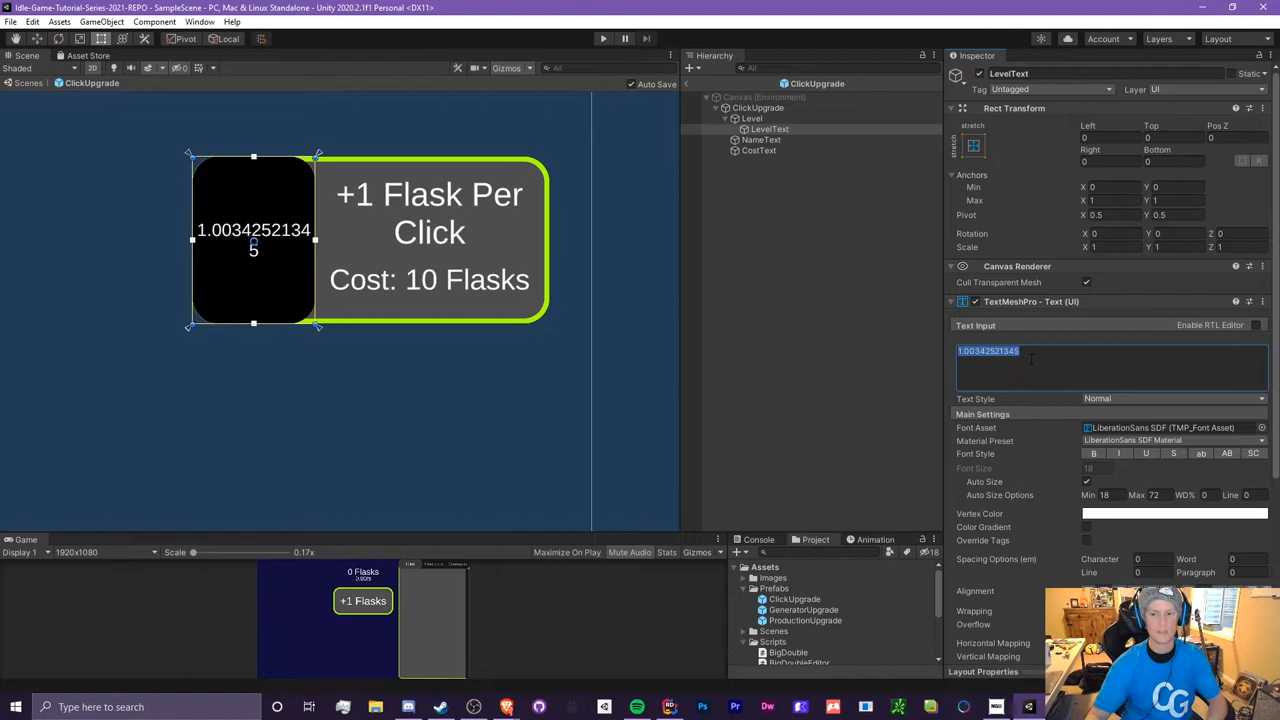 Idle-Game-Tutorial-Series-2021-REPO - SampleScene - PC, Mac & Linux Standalone - Unity 2020.2.1f1 Personal* <DX11>
File Edit Assets GameObject Component Window Help
Pivot Local Account Layers Layout
Scene Asset Store
Shaded 2D 0 Gizmos All
Scenes ClickUpgrade Auto Save
+1 Flask Per
Click
Cost: 10 Flasks
1.0034252134
5
Hierarchy
All
ClickUpgrade
Canvas (Environment)
ClickUpgrade
Level
LevelText
NameText
CostText
Inspector
LevelText Static
Tag Untagged Layer UI
Rect Transform
stretch Left Top Pos Z
stretch 0 0 0
Right Bottom
0 0 R
Anchors
Min X 0 Y 0
Max X 1 Y 1
Pivot X 0.5 Y 0.5
Rotation X 0 Y 0 Z 0
Scale X 1 Y 1 Z 1
Canvas Renderer
Cull Transparent Mesh
TextMeshPro - Text (UI)
Text Input Enable RTL Editor
1.00342521345
Text Style Normal
Main Settings
Font Asset LiberationSans SDF (TMP_Font Asset)
Material Preset LiberationSans SDF Material
Font Style B I U S ab AB SC
Font Size 18
Auto Size
Auto Size Options Min 18 Max 72 WD% 0 Line 0
Vertex Color
Color Gradient
Override Tags
Spacing Options (em) Character 0 Word 0
Line 0 Paragraph 0
Alignment
Wrapping
Overflow
Horizontal Mapping
Vertical Mapping
Layout Properties
Game
Display 1 1920x1080 Scale 0.17x Maximize On Play Mute Audio Stats Gizmos
0 Flasks
+1 Flasks
Console Project Animation
18
Assets
Images
Prefabs
ClickUpgrade
GeneratorUpgrade
ProductionUpgrade
Scenes
Scripts
BigDouble
BigDoubleEditor
CG
Type here to search
RD Ps Pr Dw NGU